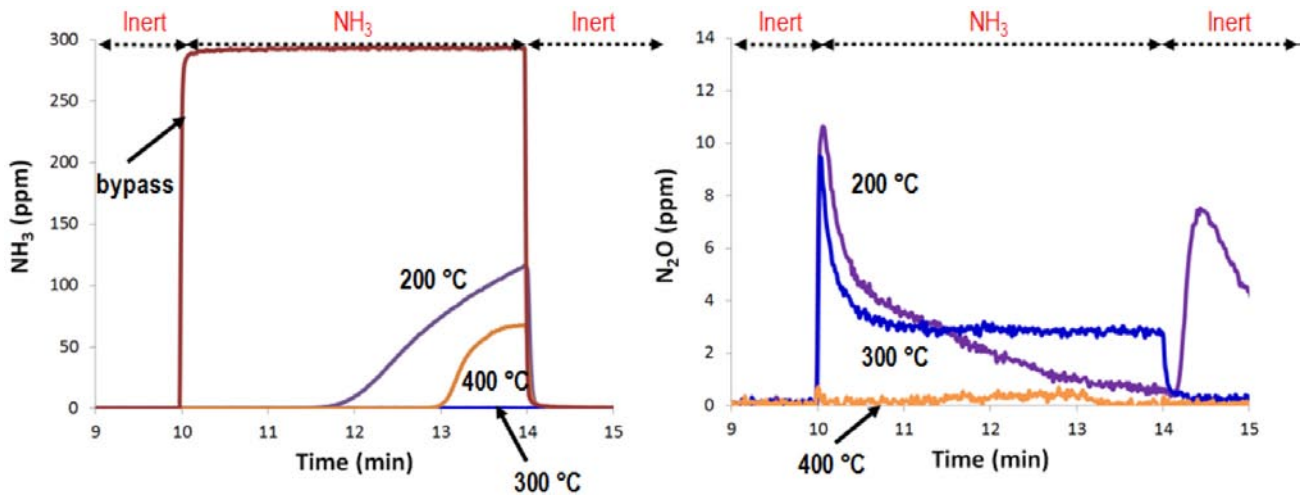 Inert NH₃ Inert
300
250
200
150
100
50
0
NH₃ (ppm)
bypass
200 °C
400 °C
300 °C
9 10 11 12 13 14 15
Time (min)
Inert NH₃ Inert
14
12
10
8
6
4
2
0
N₂O (ppm)
200 °C
300 °C
400 °C
9 10 11 12 13 14 15
Time (min)